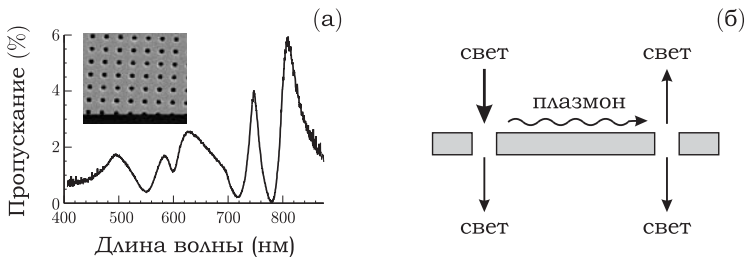 (а)
Пропускание (%)
6
4
2
0
400 500 600 700 800
Длина волны (нм)
(б)
свет свет
плазмон
свет свет